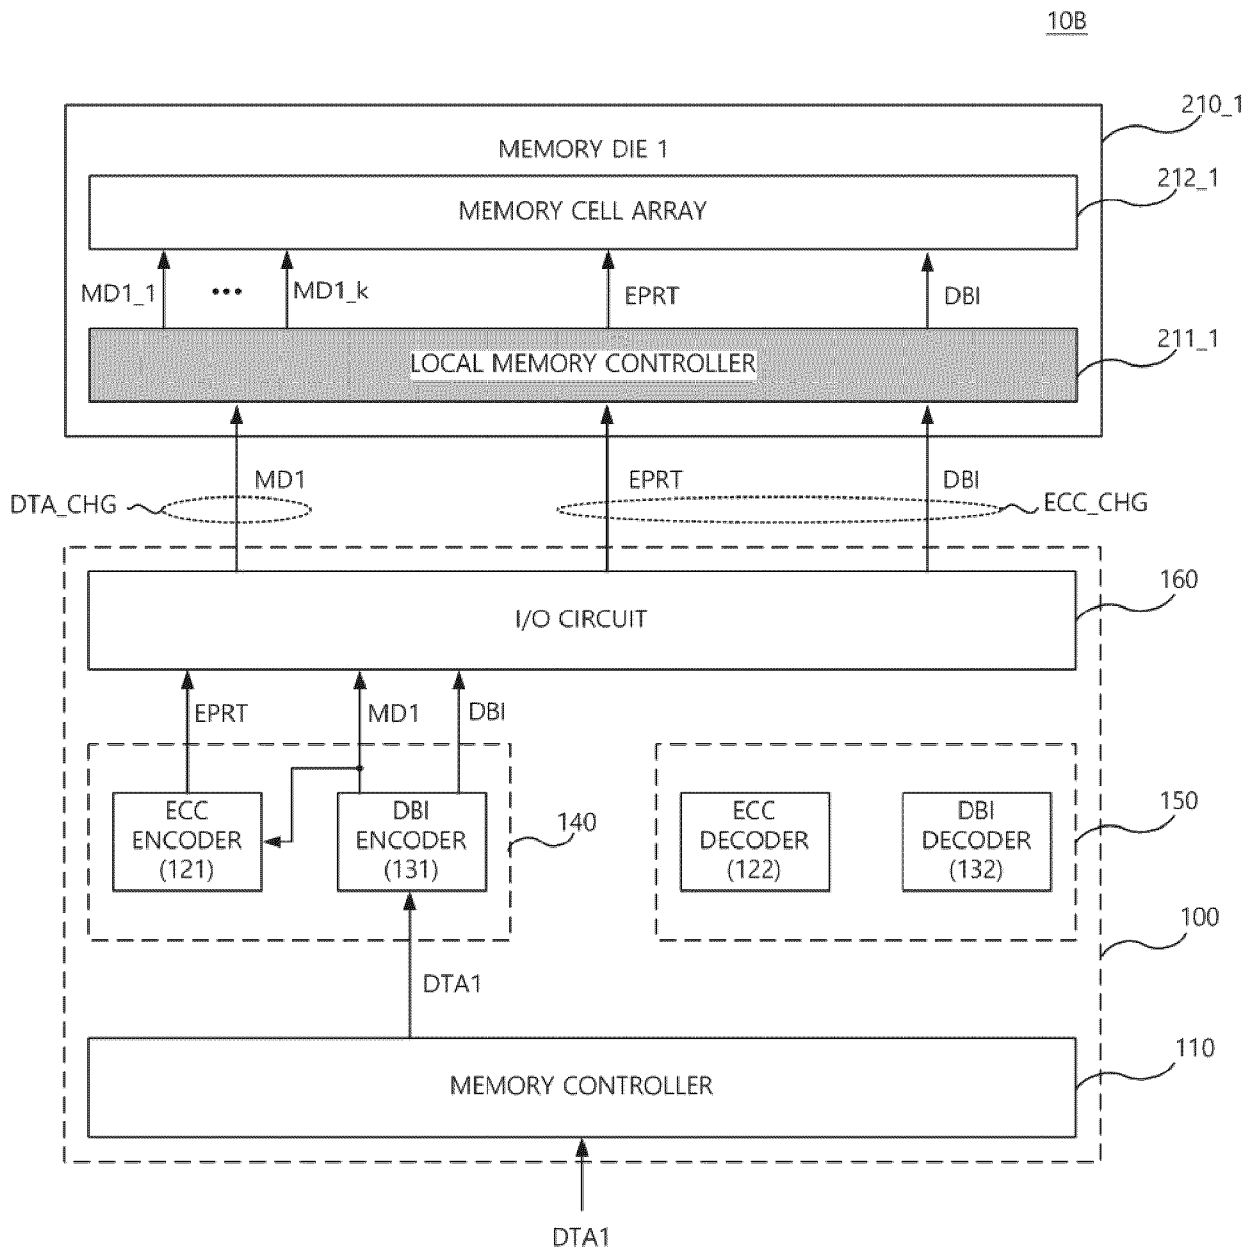 10B
210_1
MEMORY DIE 1
212_1
MEMORY CELL ARRAY
MD1_1
•••
MD1_k
EPRT
DBI
211_1
LOCAL MEMORY CONTROLLER
MD1
EPRT
DBI
DTA_CHG
ECC_CHG
160
I/O CIRCUIT
EPRT
MD1
DBI
140
150
ECC
ENCODER
(121)
DBI
ENCODER
(131)
ECC
DECODER
(122)
DBI
DECODER
(132)
100
DTA1
110
MEMORY CONTROLLER
DTA1